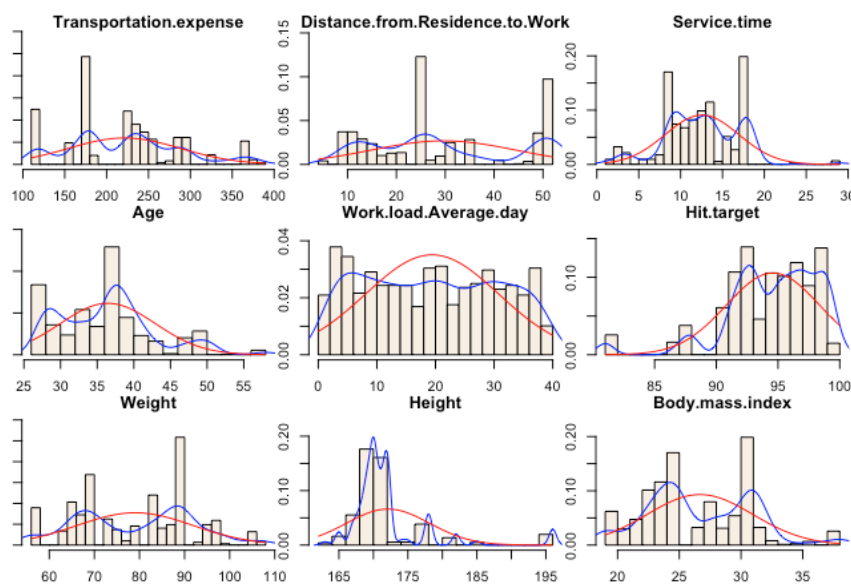 Transportation.expense
Distance.from.Residence.to.Work
Service.time
0.00 0.05 0.10 0.15
0.00 0.10 0.20
100 150 200 250 300 350 400
10 20 30 40 50
0 5 10 15 20 25 30
Age
Work.load.Average.day
Hit.target
0.00 0.02 0.04
0.00 0.10
25 30 35 40 45 50 55
0 10 20 30 40
85 90 95 100
Weight
Height
Body.mass.index
0.00 0.10 0.20
0.00 0.10 0.20
60 70 80 90 100 110
165 175 185 195
20 25 30 35